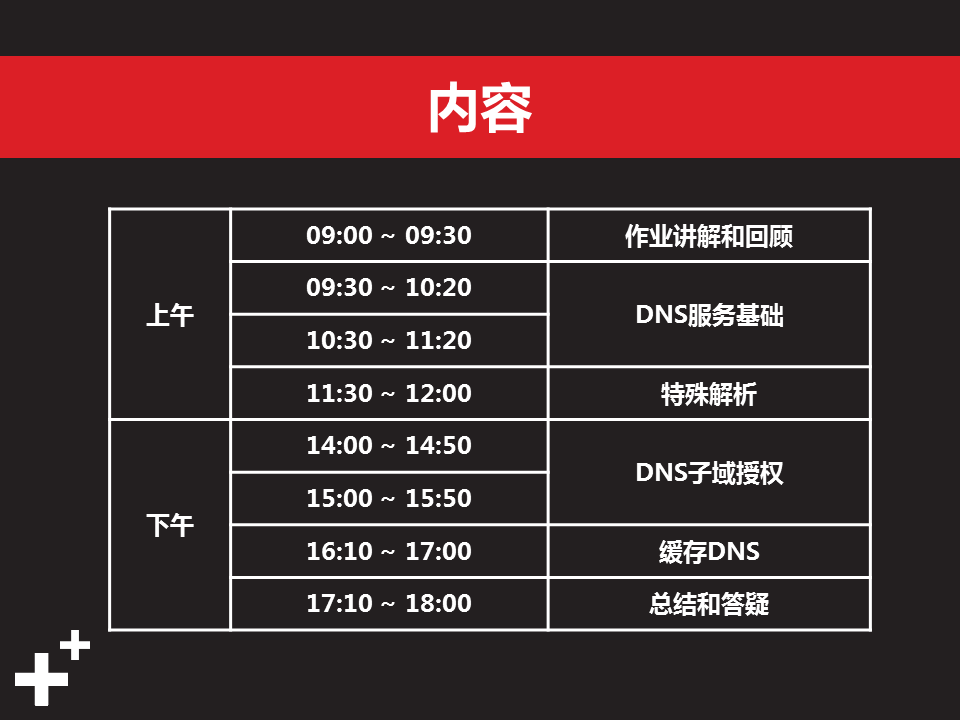 内容
上午
09:00 ~ 09:30
作业讲解和回顾
09:30 ~ 10:20
DNS服务基础
10:30 ~ 11:20
11:30 ~ 12:00
特殊解析
下午
14:00 ~ 14:50
DNS子域授权
15:00 ~ 15:50
16:10 ~ 17:00
缓存DNS
17:10 ~ 18:00
总结和答疑